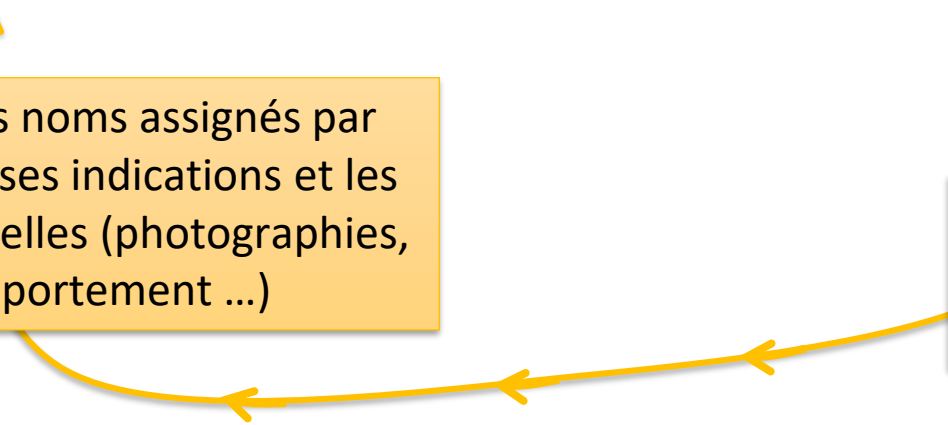 s noms assignés par
ses indications et les
elles (photographies,
portement …)